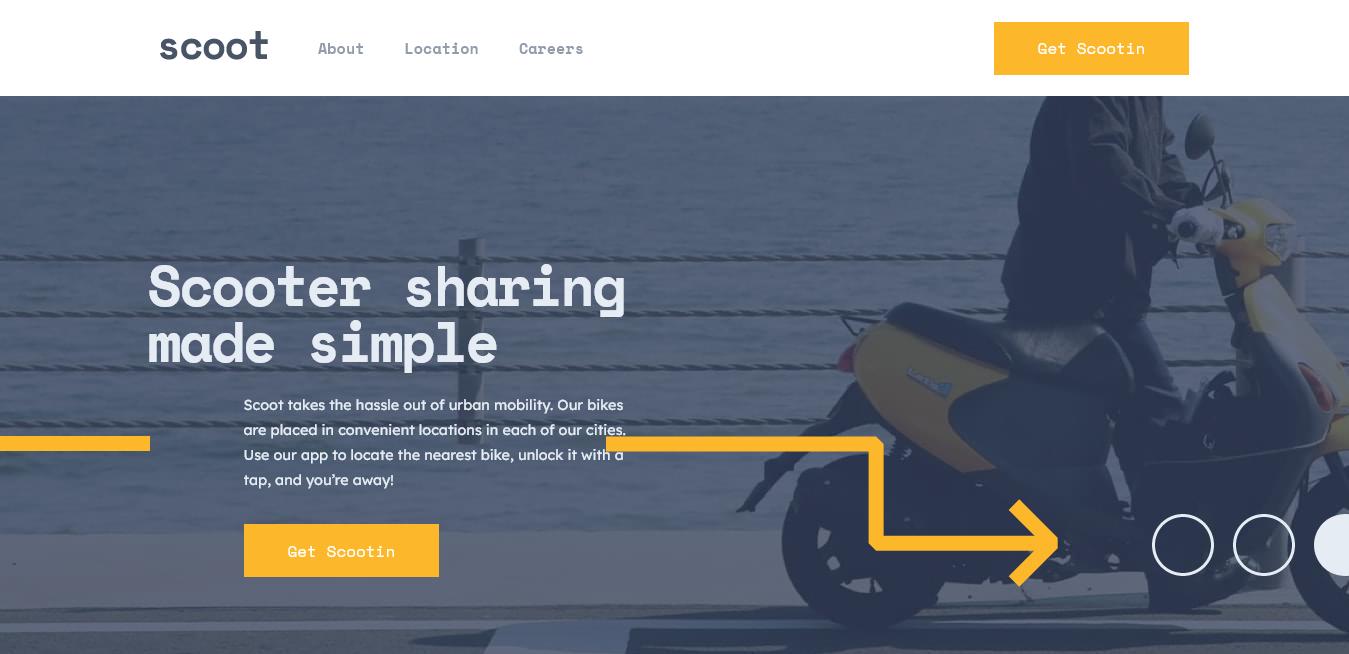 scoot
About
Location
Careers
Get Scootin
Scooter sharing
made simple
Scoot takes the hassle out of urban mobility. Our bikes
are placed in convenient locations in each of our cities.
Use our app to locate the nearest bike, unlock it with a
tap, and you’re away!
Get Scootin